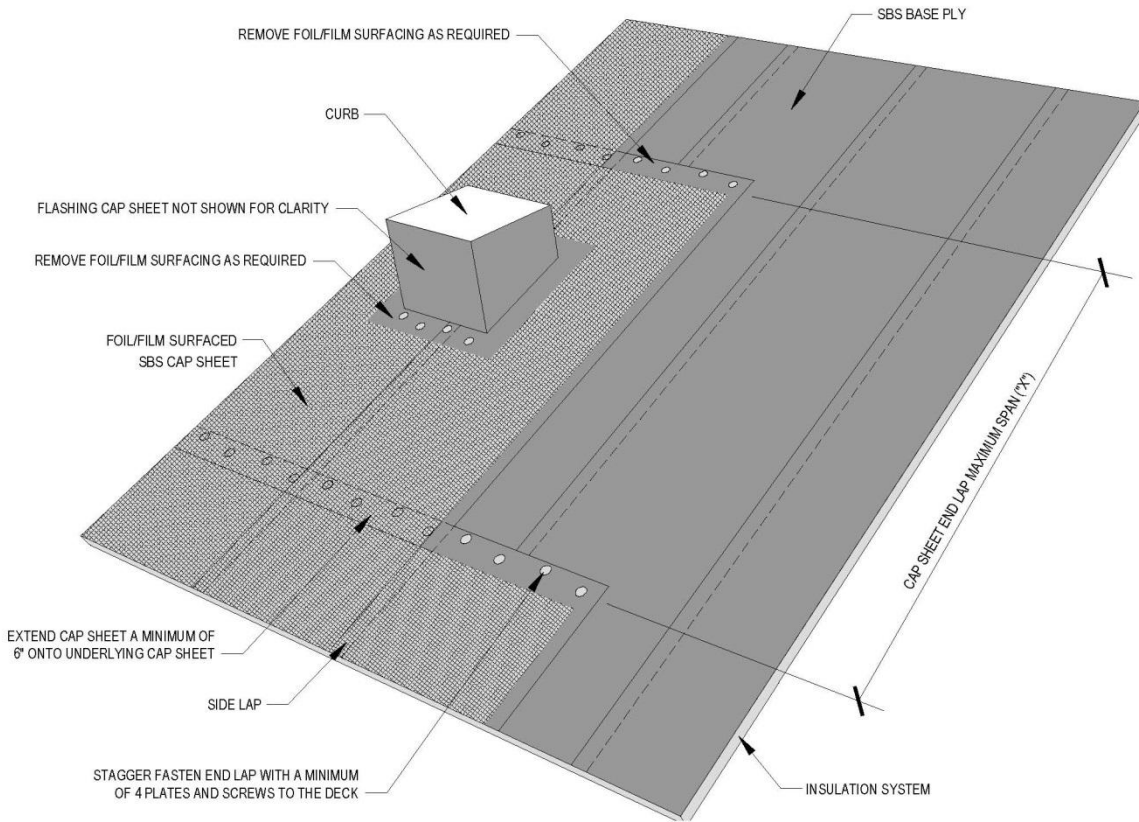 SBS BASE PLY
REMOVE FOIL/FILM SURFACING AS REQUIRED
CURB
FLASHING CAP SHEET NOT SHOWN FOR CLARITY
REMOVE FOIL/FILM SURFACING AS REQUIRED
FOIL/FILM SURFACED
SBS CAP SHEET
CAP SHEET END LAP MAXIMUM SPAN ("X")
EXTEND CAP SHEET A MINIMUM OF
6" ONTO UNDERLYING CAP SHEET
SIDE LAP
STAGGER FASTEN END LAP WITH A MINIMUM
OF 4 PLATES AND SCREWS TO THE DECK
INSULATION SYSTEM